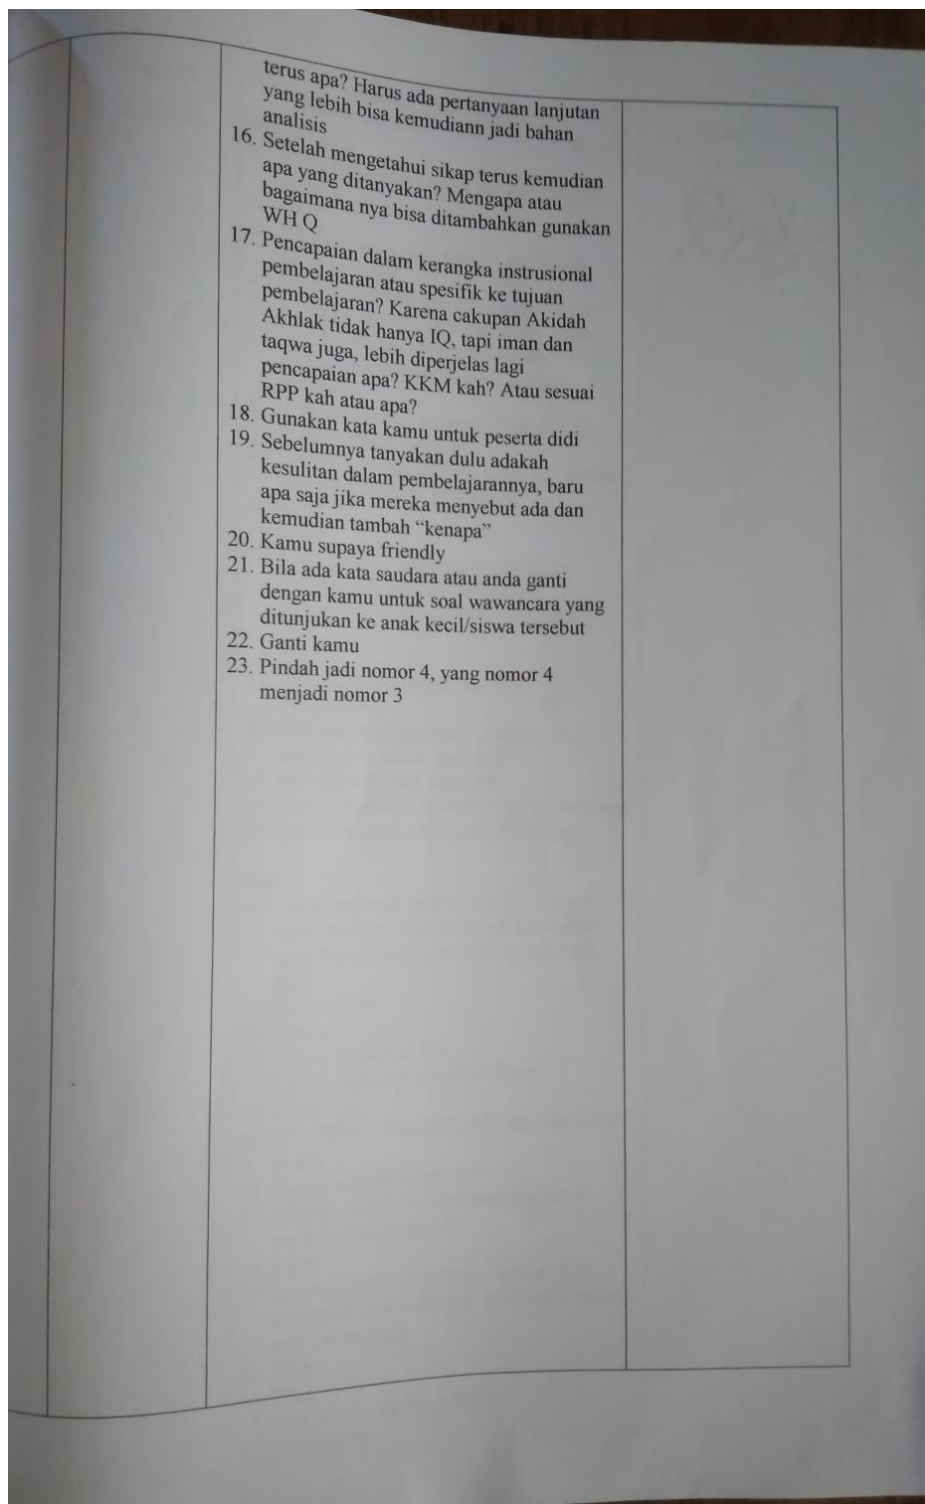 terus apa? Harus ada pertanyaan lanjutan
yang lebih bisa kemudiann jadi bahan
analisis
16. Setelah mengetahui sikap terus kemudian
apa yang ditanyakan? Mengapa atau
bagaimana nya bisa ditambahkan gunakan
WH Q
17. Pencapaian dalam kerangka instrusional
pembelajaran atau spesifik ke tujuan
pembelajaran? Karena cakupan Akidah
Akhlak tidak hanya IQ, tapi iman dan
taqwa juga, lebih diperjelas lagi
pencapaian apa? KKM kah? Atau sesuai
RPP kah atau apa?
18. Gunakan kata kamu untuk peserta didi
19. Sebelumnya tanyakan dulu adakah
kesulitan dalam pembelajarannya, baru
apa saja jika mereka menyebut ada dan
kemudian tambah “kenapa”
20. Kamu supaya friendly
21. Bila ada kata saudara atau anda ganti
dengan kamu untuk soal wawancara yang
ditunjukan ke anak kecil/siswa tersebut
22. Ganti kamu
23. Pindah jadi nomor 4, yang nomor 4
menjadi nomor 3